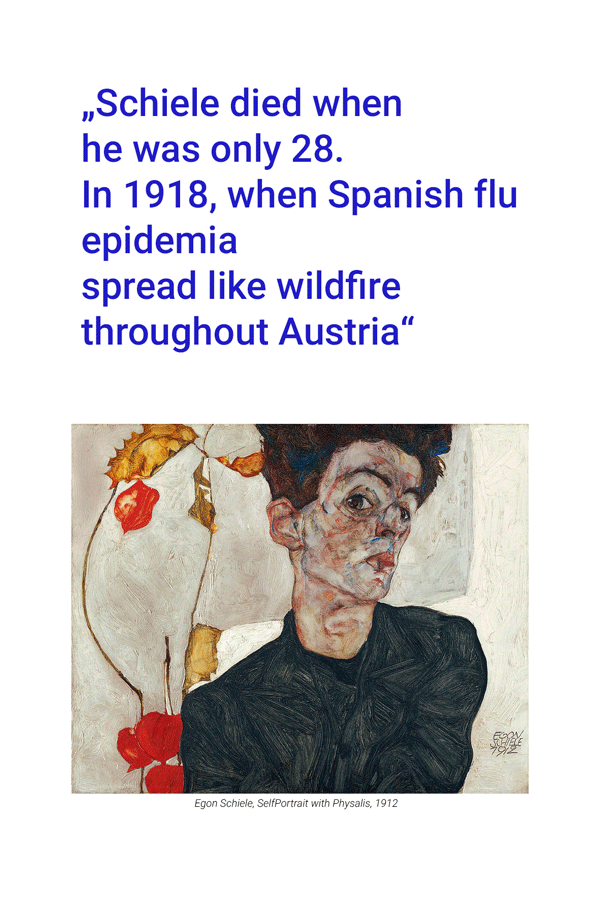 „Schiele died when
he was only 28.
In 1918, when Spanish flu
epidemia
spread like wildfire
throughout Austria“
EGON
SCHIELE
1912
Egon Schiele, SelfPortrait with Physalis, 1912